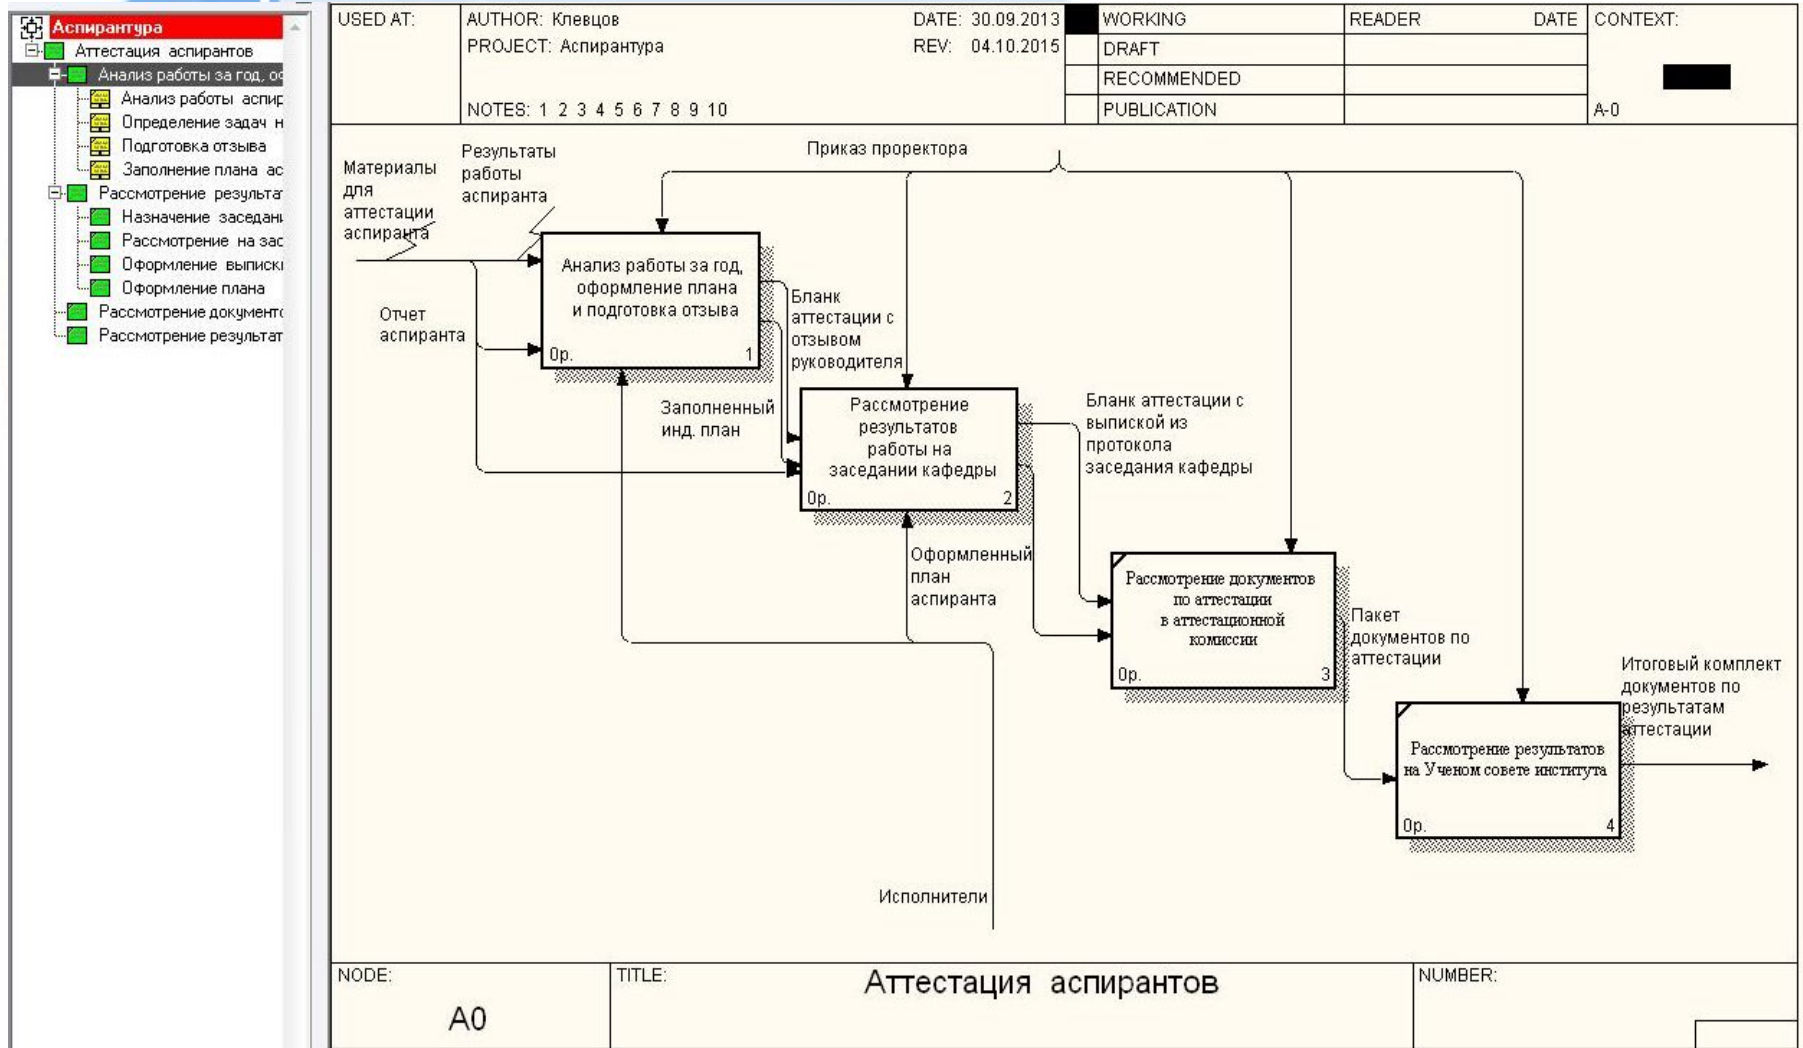 Аспирантура
Аттестация аспирантов
Анализ работы за год, оф
Анализ работы аспир
Определение задач н
Подготовка отзыва
Заполнение плана ас
Рассмотрение результат
Назначение заседани
Рассмотрение на зас
Оформление выписки
Оформление плана
Рассмотрение документо
Рассмотрение результат
USED AT:
AUTHOR: Клевцов
DATE: 30.09.2013
PROJECT: Аспирантура
REV: 04.10.2015
NOTES: 1 2 3 4 5 6 7 8 9 10
WORKING
DRAFT
RECOMMENDED
PUBLICATION
READER
DATE
CONTEXT:
A-0
Материалы
для
аттестации
аспиранта
Результаты
работы
аспиранта
Приказ проректора
Отчет
аспиранта
Анализ работы за год,
оформление плана
и подготовка отзыва
0р.
1
Бланк
аттестации с
отзывом
руководителя
Заполненный
инд. план
Рассмотрение
результатов
работы на
заседании кафедры
0р.
2
Бланк аттестации с
выпиской из
протокола
заседания кафедры
Оформленный
план
аспиранта
Рассмотрение документов
по аттестации
в аттестационной
комиссии
0р.
3
Пакет
документов по
аттестации
Итоговый комплект
документов по
результатам
аттестации
Рассмотрение результатов
на Ученом совете института
0р.
4
Исполнители
NODE:
A0
TITLE:
Аттестация аспирантов
NUMBER: